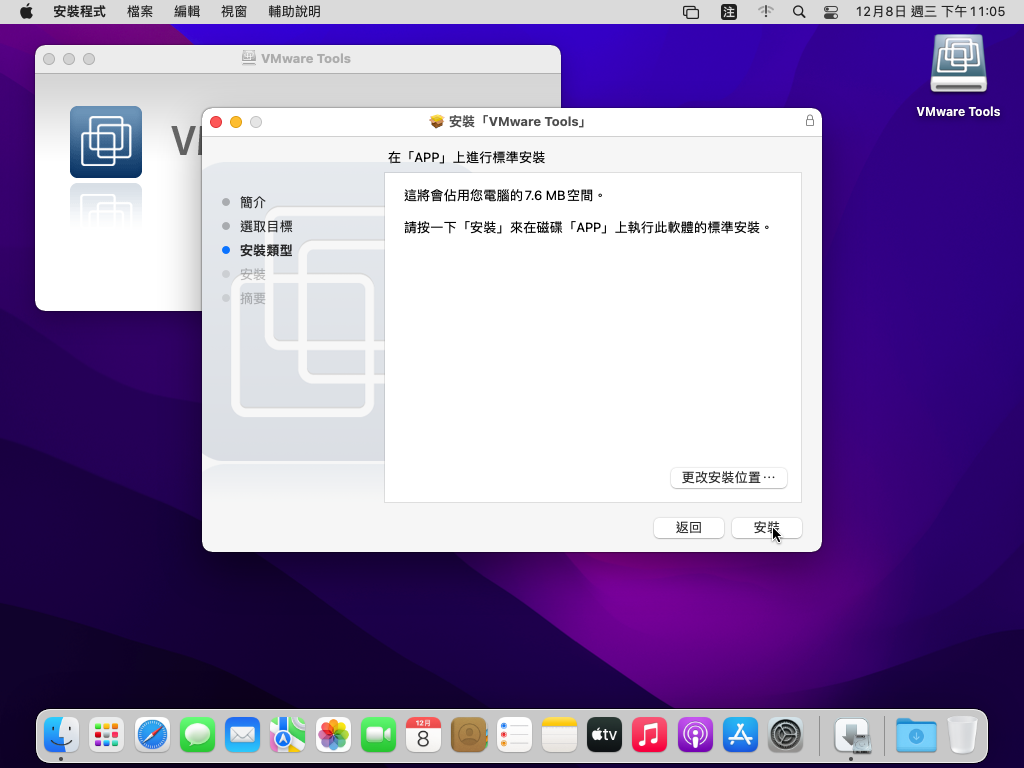 安裝程式 檔案 編輯 視窗 輔助說明 注 12月8日 週三 下午11:05
VMware Tools
VMware Tools
安裝「VMware Tools」
在「APP」上進行標準安裝
簡介
選取目標
安裝類型
安裝
摘要
這將會佔用您電腦的 7.6 MB 空間。
請按一下「安裝」來在磁碟「APP」上執行此軟體的標準安裝。
更改安裝位置⋯
返回 安裝
12月
8
tv